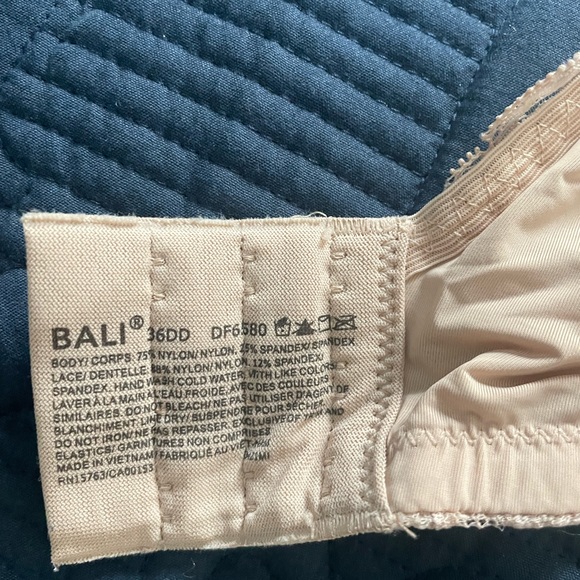 BALI® 36DD DF6580
BODY/ CORPS: 75% NYLON/ NYLON, 25% SPANDEX/ SPANDEX
LACE/ DENTELLE: 88% NYLON/ NYLON, 12% SPANDEX/
SPANDEX. HAND WASH COLD WATER, WITH LIKE COLORS/
LAVER À LA MAIN À L'EAU FROIDE, AVEC DES COULEURS
SIMILAIRES. DO NOT BLEACH/NE PAS UTILISER D'AGENT DE
BLANCHIMENT. LINE DRY/ SUSPENDRE POUR SÉCHER.
DO NOT IRON/ NE PAS REPASSER. EXCLUSIVE OF TRIM AND
ELASTICS/ GARNITURES NON COMPRISES
MADE IN VIETNAM/ FABRIQUÉ AU
RN15763/CA00153